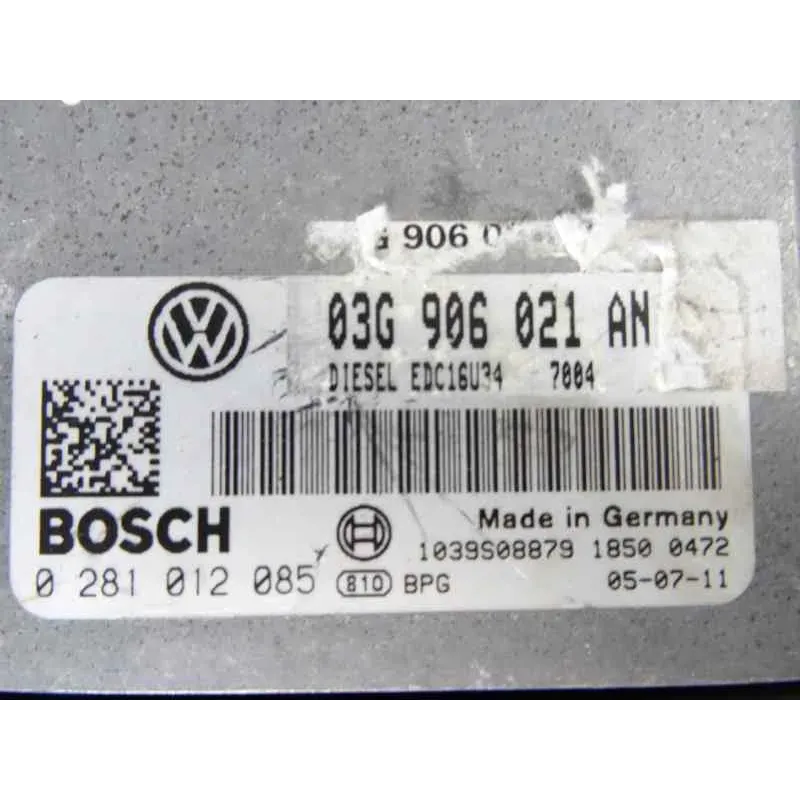 G 906 0
03G 906 021 AN
DIESEL EDC16U34 7004
BOSCH
Made in Germany
1039S08879 1850 0472
0 281 012 085 810 BPG 05-07-11